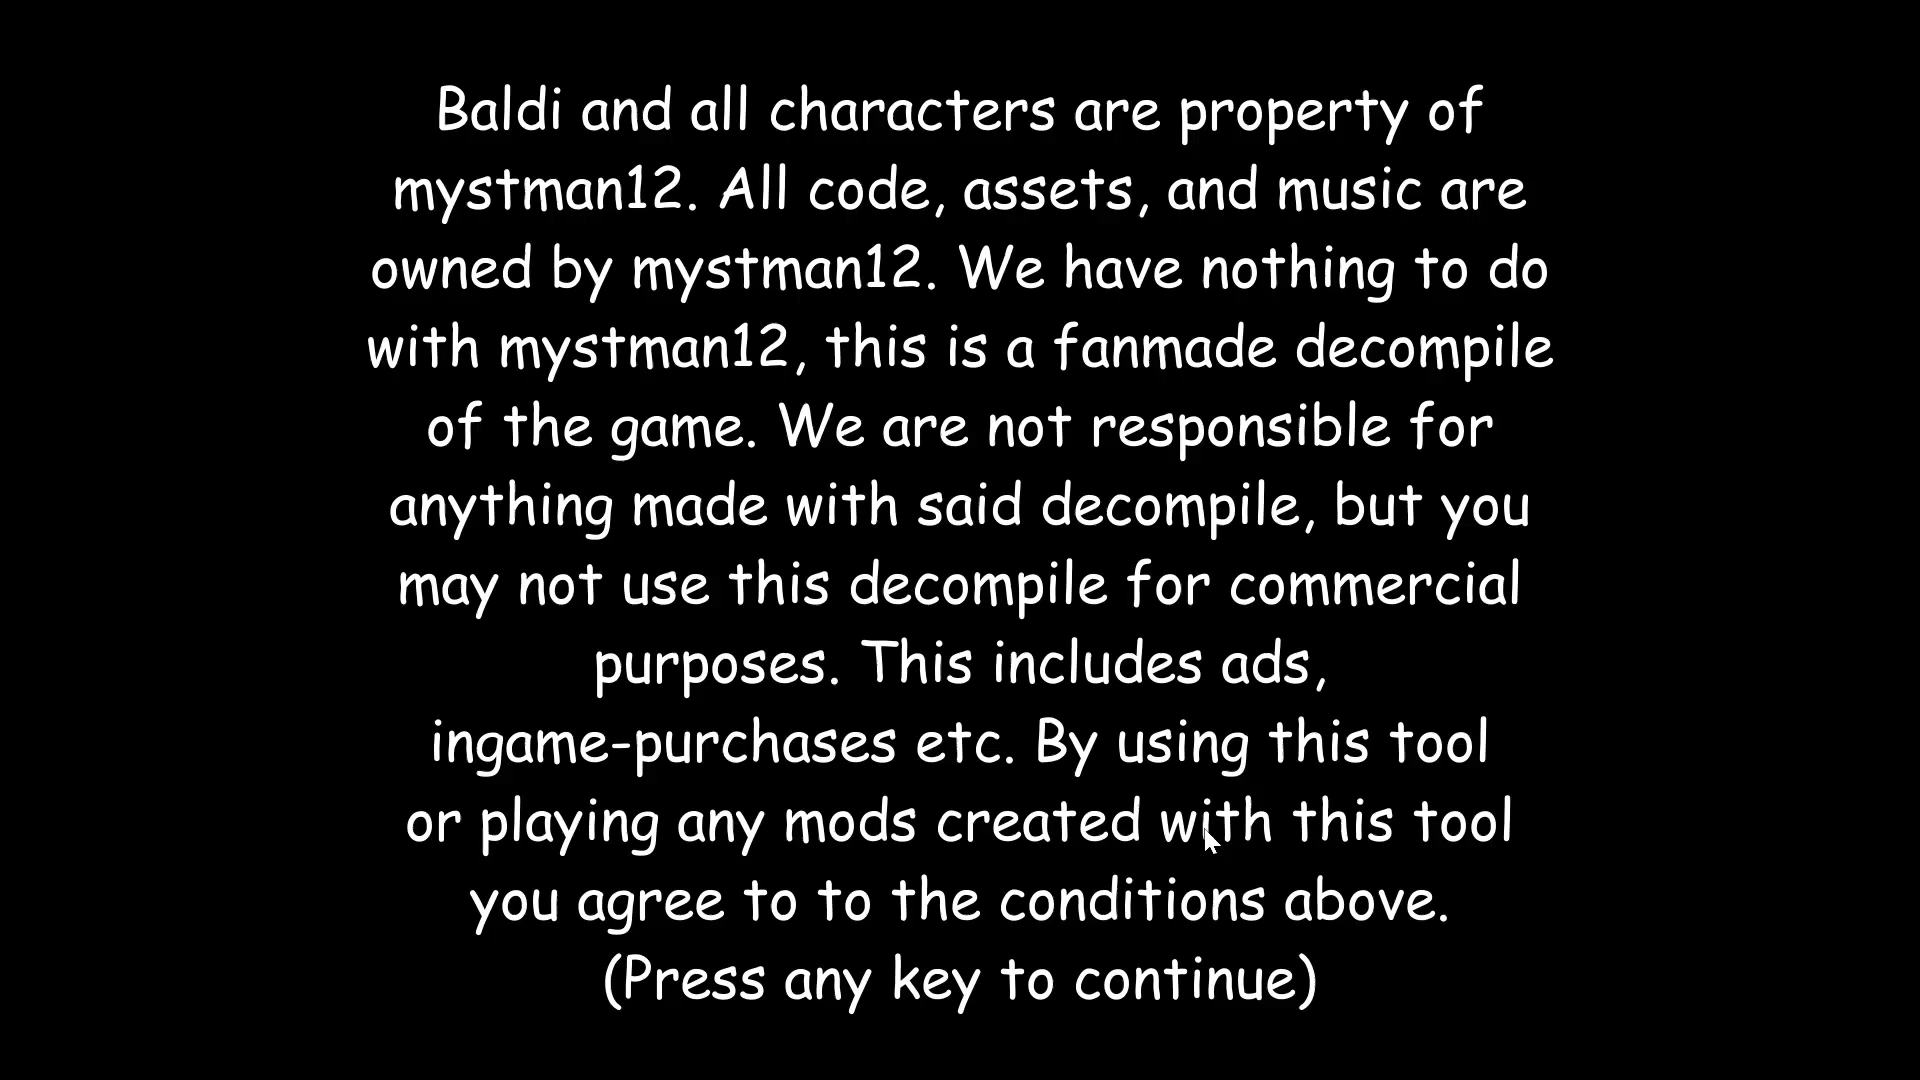 Baldi and all characters are property of
mystman12. All code, assets, and music are
owned by mystman12. We have nothing to do
with mystman12, this is a fanmade decompile
of the game. We are not responsible for
anything made with said decompile, but you
may not use this decompile for commercial
purposes. This includes ads,
ingame-purchases etc. By using this tool
or playing any mods created with this tool
you agree to to the conditions above.
(Press any key to continue)